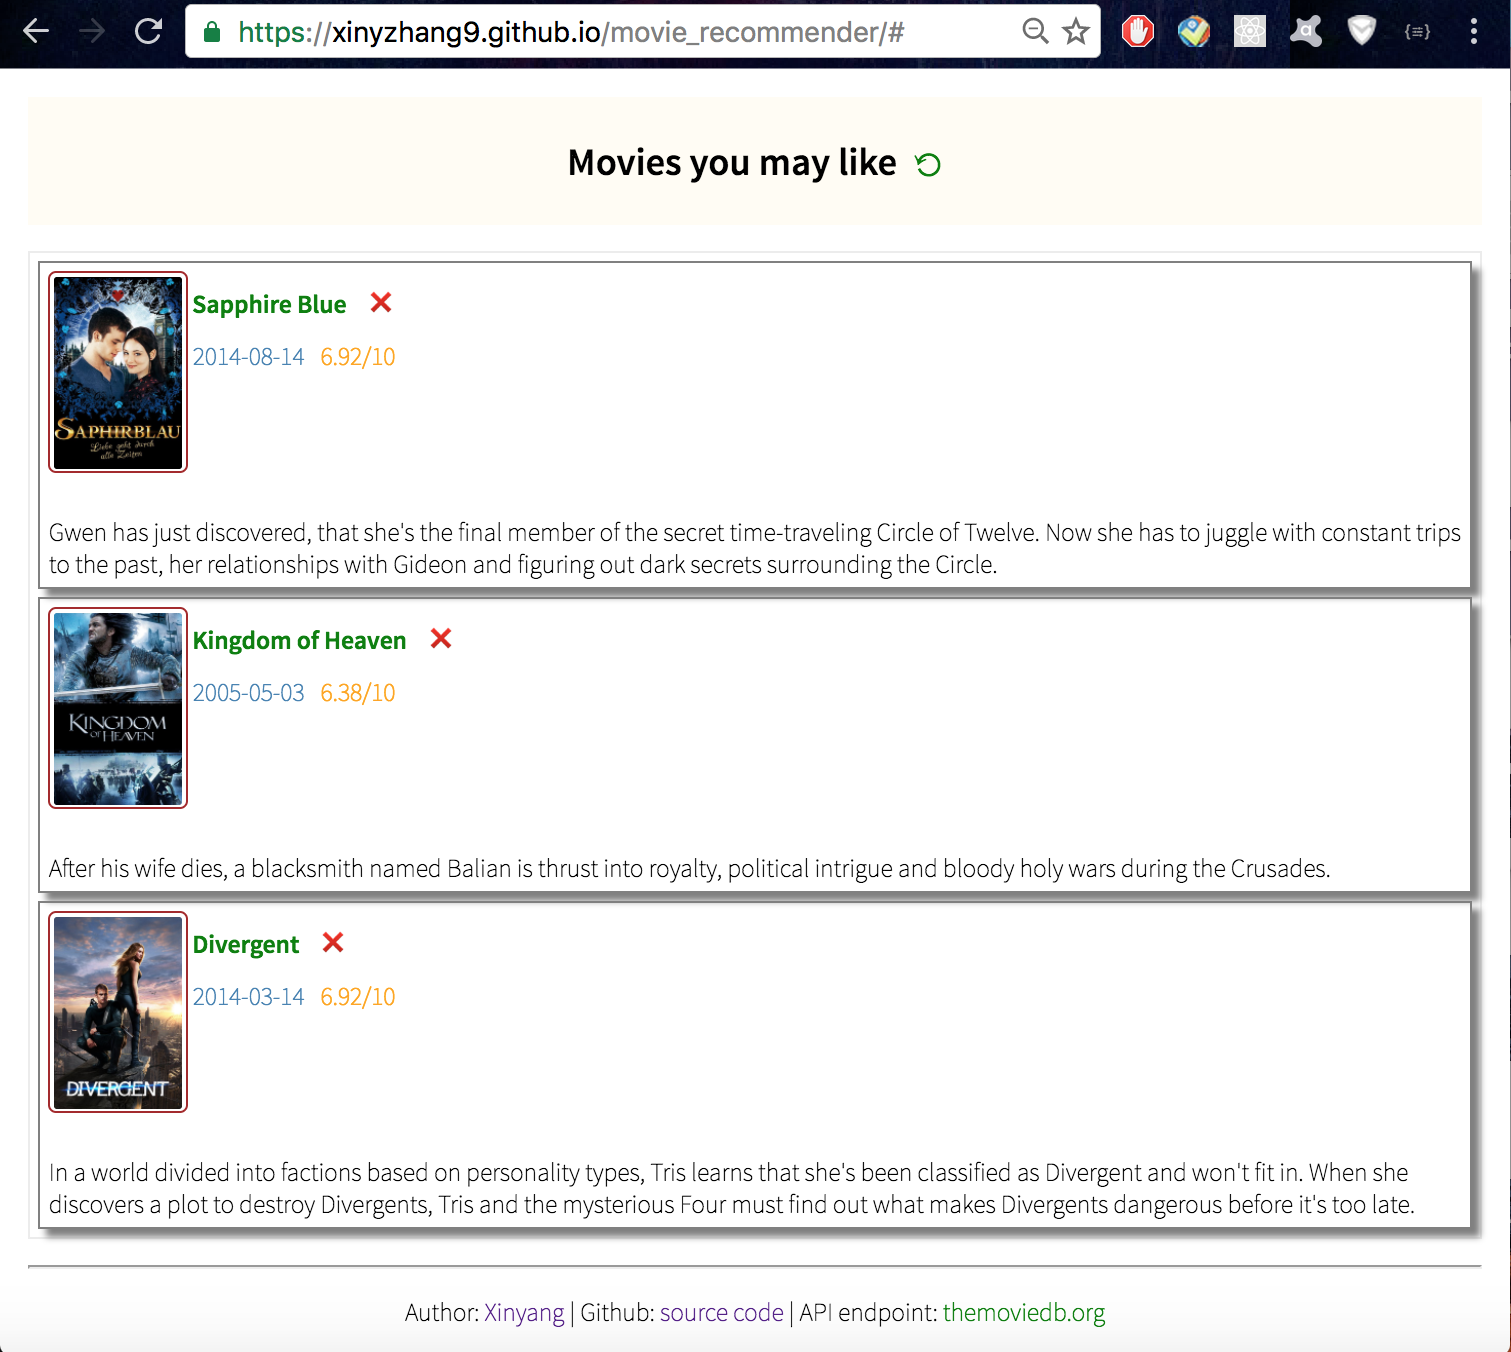 https://xinyzhang9.github.io/movie_recommender/#
Movies you may like
Sapphire Blue
2014-08-14 6.92/10
SAPHIRBLAU
Liebe geht durch
alle Zeiten
Gwen has just discovered, that she's the final member of the secret time-traveling Circle of Twelve. Now she has to juggle with constant trips
to the past, her relationships with Gideon and figuring out dark secrets surrounding the Circle.
Kingdom of Heaven
2005-05-03 6.38/10
KINGDOM
OF HEAVEN
After his wife dies, a blacksmith named Balian is thrust into royalty, political intrigue and bloody holy wars during the Crusades.
Divergent
2014-03-14 6.92/10
DIVERGENT
In a world divided into factions based on personality types, Tris learns that she's been classified as Divergent and won't fit in. When she
discovers a plot to destroy Divergents, Tris and the mysterious Four must find out what makes Divergents dangerous before it's too late.
Author: Xinyang | Github: source code | API endpoint: themoviedb.org